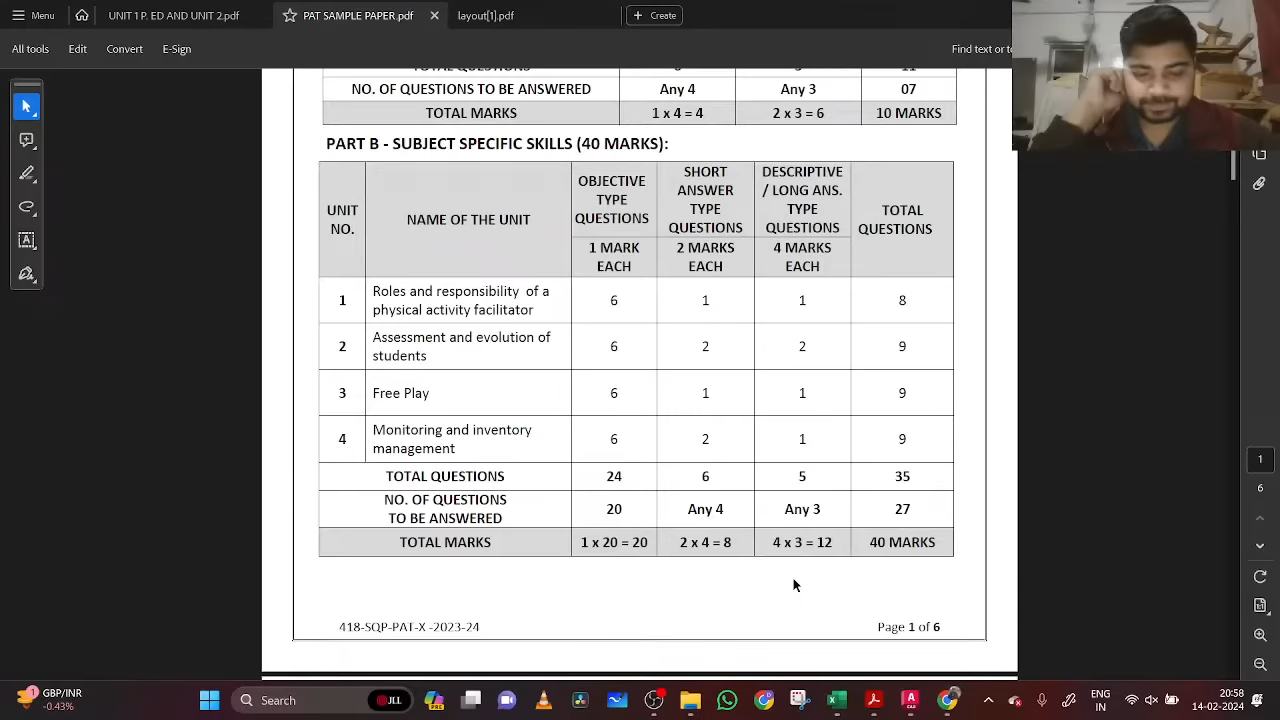 Menu
UNIT 1 P. ED AND UNIT 2.pdf
PAT SAMPLE PAPER.pdf
layout[1].pdf
Create
All tools
Edit
Convert
E-Sign
Find text or to
NO. OF QUESTIONS TO BE ANSWERED Any 4 Any 3 07
TOTAL MARKS 1 x 4 = 4 2 x 3 = 6 10 MARKS
PART B - SUBJECT SPECIFIC SKILLS (40 MARKS):
UNIT NO.
NAME OF THE UNIT
OBJECTIVE TYPE QUESTIONS
SHORT ANSWER TYPE QUESTIONS
DESCRIPTIVE / LONG ANS. TYPE QUESTIONS
TOTAL QUESTIONS
1 MARK EACH
2 MARKS EACH
4 MARKS EACH
1 Roles and responsibility of a physical activity facilitator 6 1 1 8
2 Assessment and evolution of students 6 2 2 9
3 Free Play 6 1 1 9
4 Monitoring and inventory management 6 2 1 9
TOTAL QUESTIONS 24 6 5 35
NO. OF QUESTIONS TO BE ANSWERED 20 Any 4 Any 3 27
TOTAL MARKS 1 x 20 = 20 2 x 4 = 8 4 x 3 = 12 40 MARKS
418-SQP-PAT-X -2023-24
Page 1 of 6
1
6
GBP/INR
-0.43%
Search
JLL
ENG
IN
20:58
14-02-2024